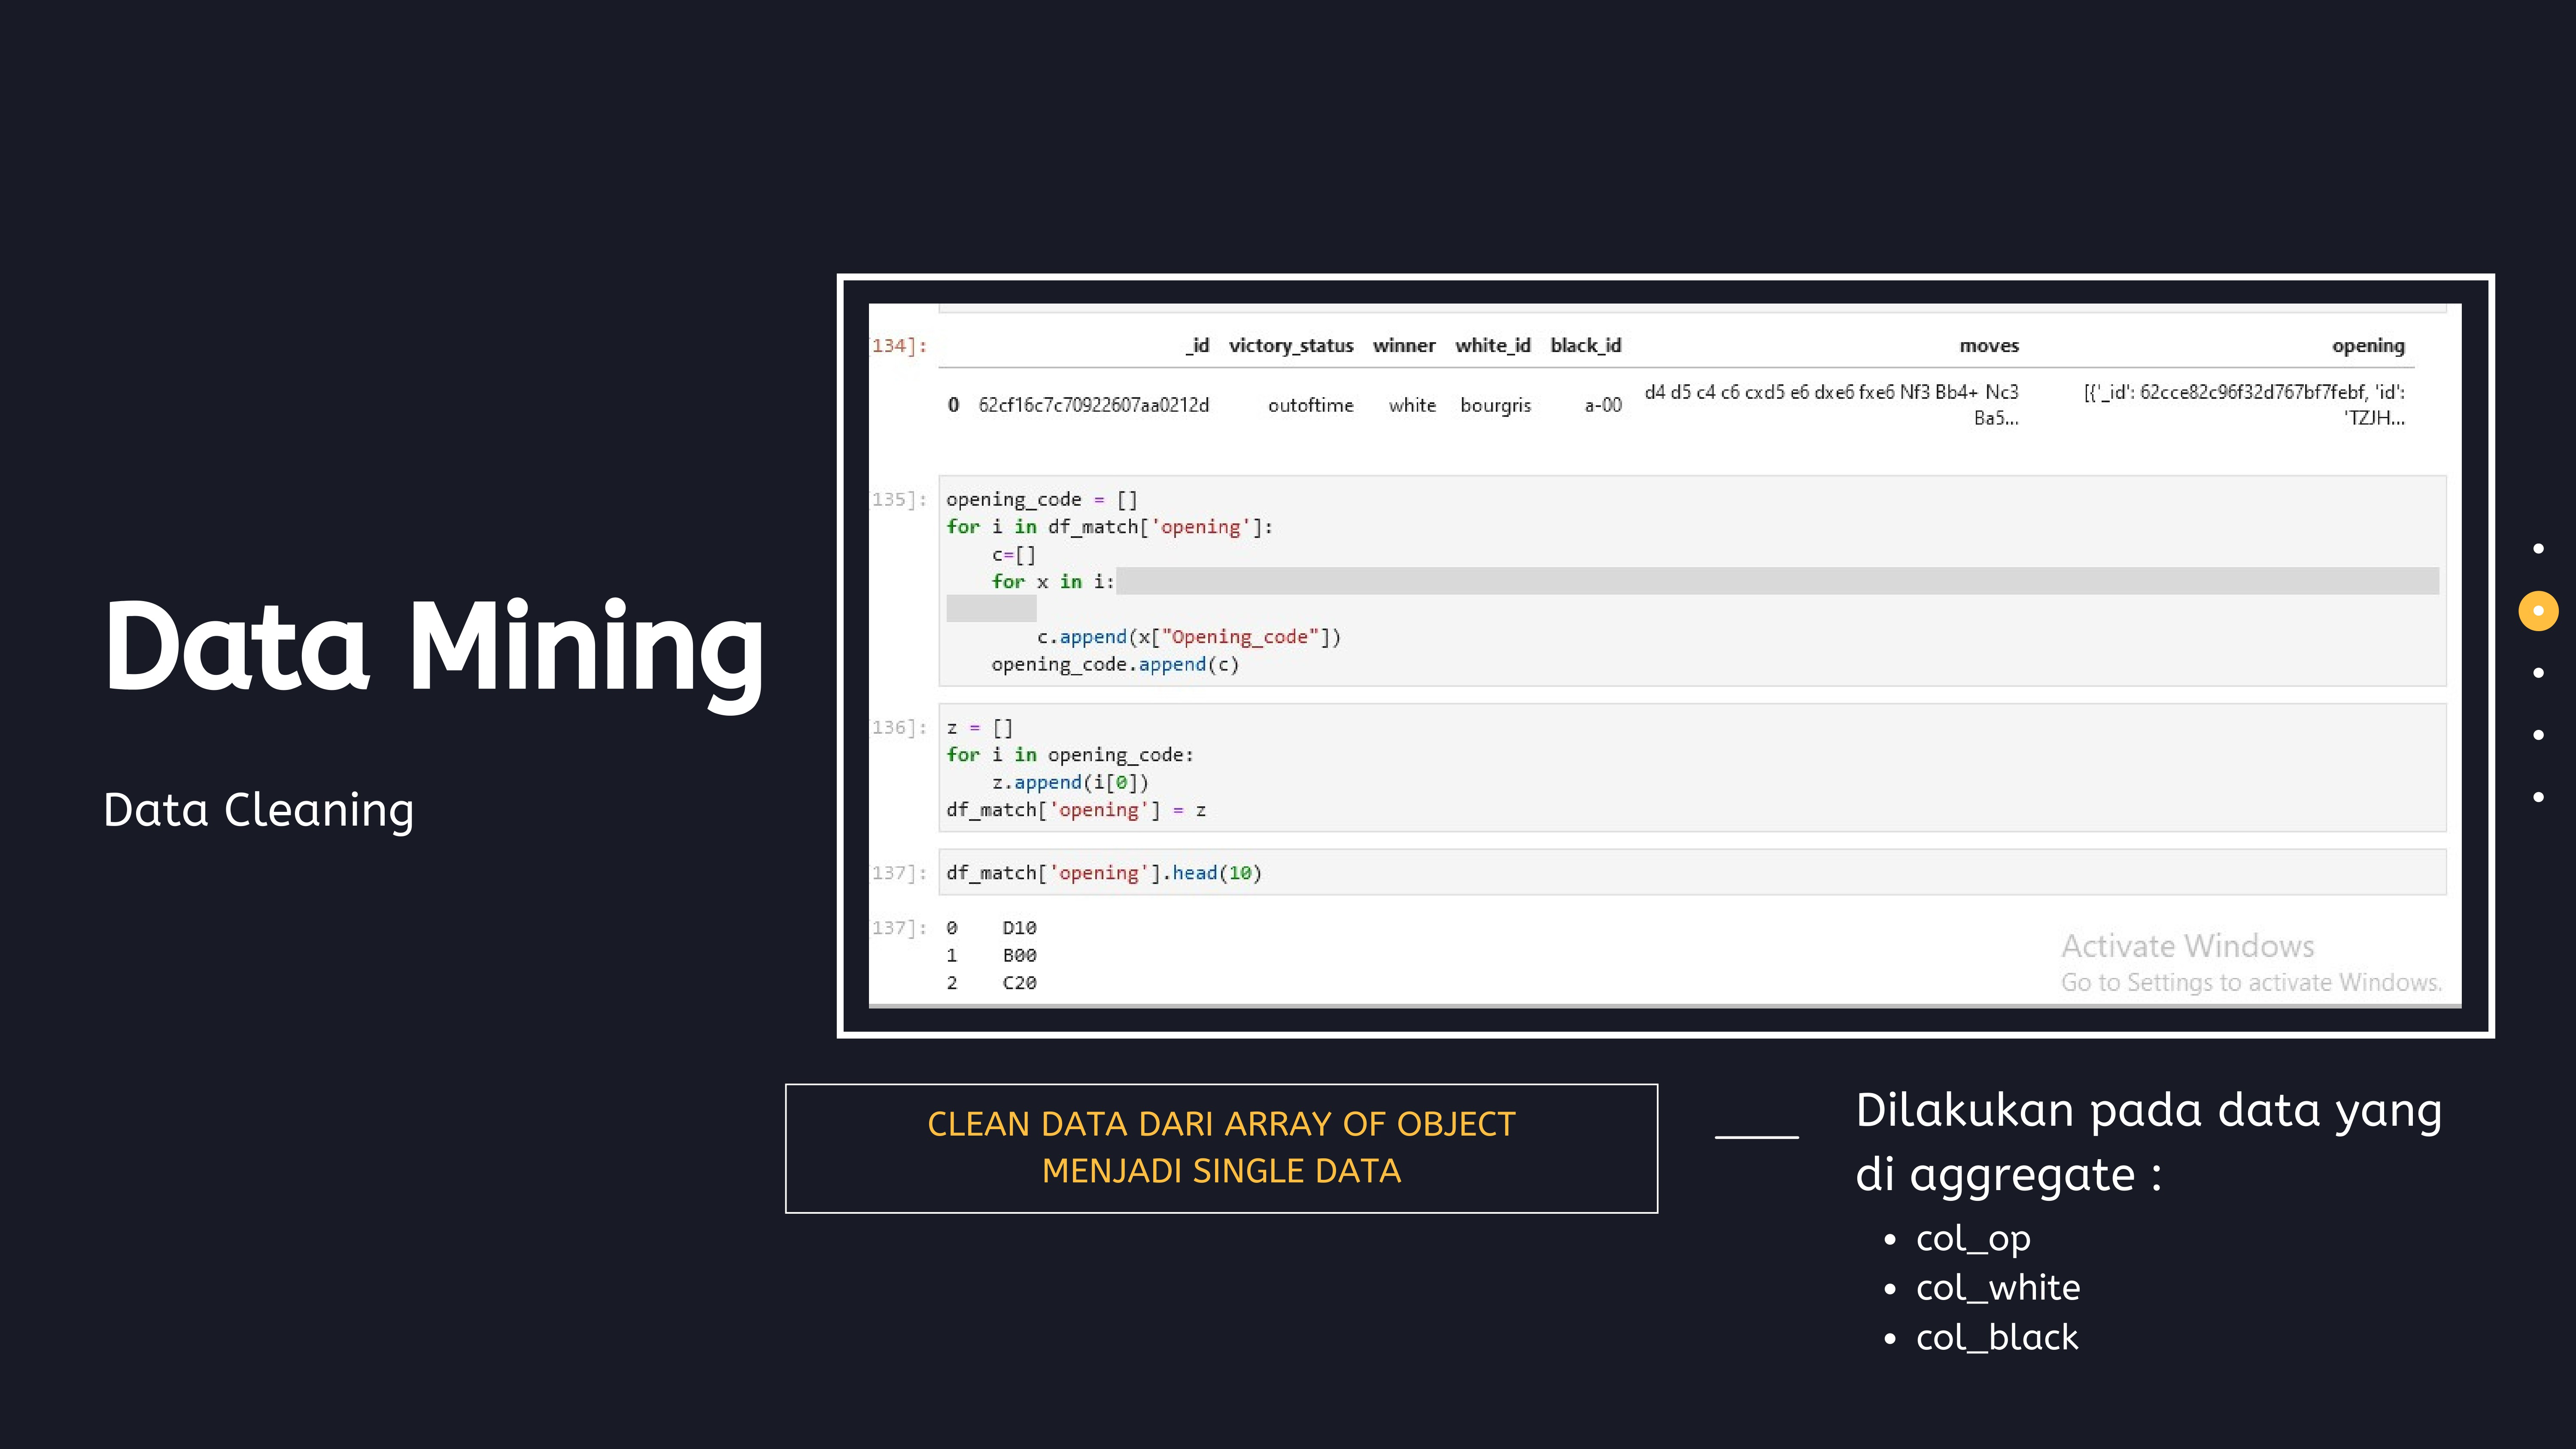 Data Mining
Data Cleaning
134]:
_id victory_status winner white_id black_id moves opening
0 62cf16c7c70922607aa0212d outoftime white bourgris a-00 d4 d5 c4 c6 cxd5 e6 dxe6 fxe6 Nf3 Bb4+ Nc3 [{'_id': 62cce82c96f32d767bf7febf, 'id':
Ba5... 'TZJH...
135]: opening_code = []
for i in df_match['opening']:
c=[]
for x in i:
c.append(x["Opening_code"])
opening_code.append(c)
136]: z = []
for i in opening_code:
z.append(i[0])
df_match['opening'] = z
137]: df_match['opening'].head(10)
137]: 0 D10
1 B00
2 C20
Activate Windows
Go to Settings to activate Windows.
CLEAN DATA DARI ARRAY OF OBJECT
MENJADI SINGLE DATA
Dilakukan pada data yang
di aggregate :
• col_op
• col_white
• col_black